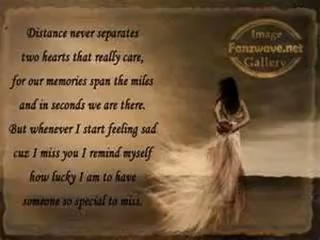 Distance never separates
two hearts that really care,
for our memories span the miles
and in seconds we are there.
But whenever I start feeling sad
cuz I miss you I remind myself
how lucky I am to have
someone so special to miss.
Image
Fanzwave.net
Gallery